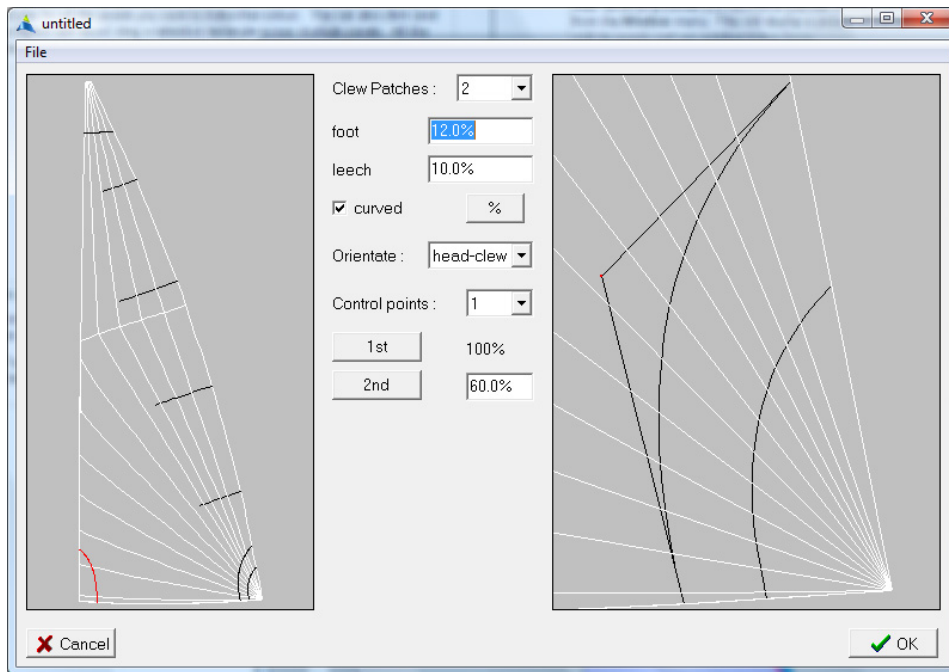 untitled
File
Clew Patches : 2
foot 12.0%
leech 10.0%
curved %
Orientate : head-clew
Control points : 1
1st 100%
2nd 60.0%
Cancel OK